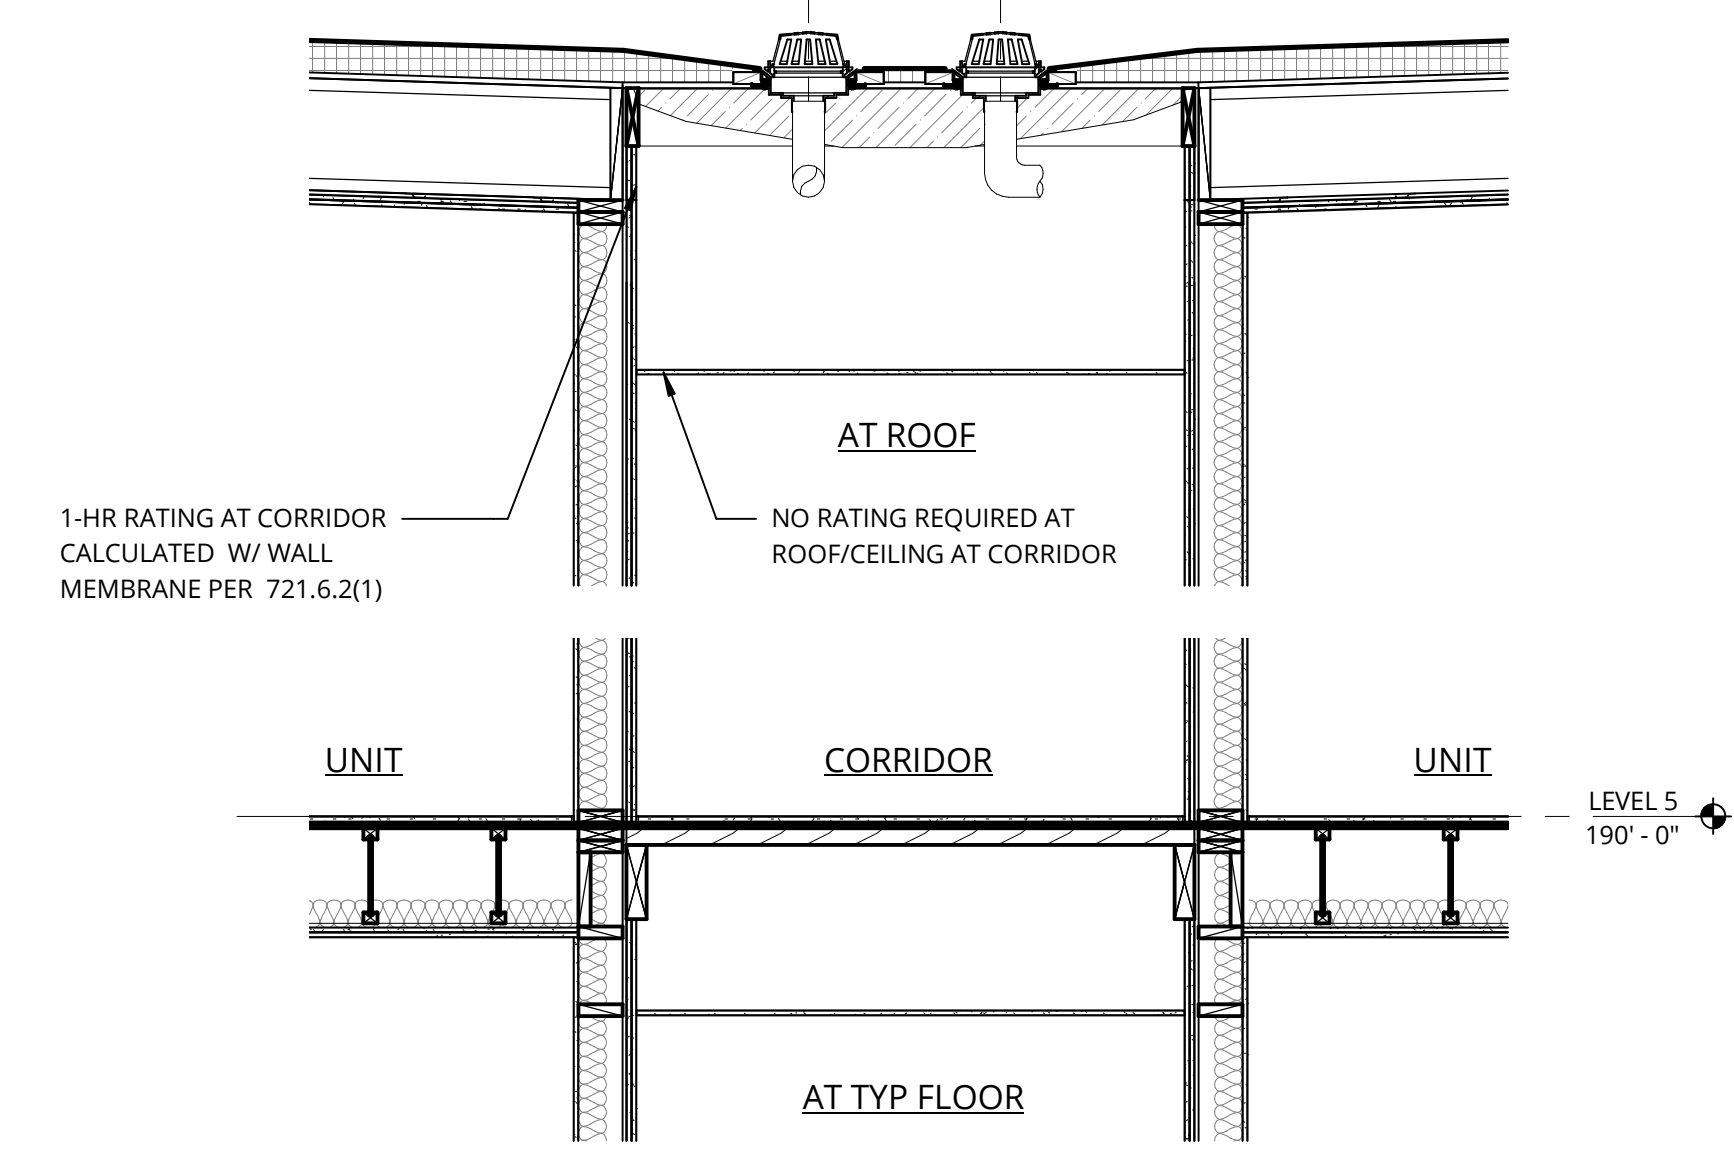 AT ROOF
1-HR RATING AT CORRIDOR
CALCULATED W/ WALL
MEMBRANE PER 721.6.2(1)
NO RATING REQUIRED AT
ROOF/CEILING AT CORRIDOR
UNIT
CORRIDOR
UNIT
LEVEL 5
190' - 0"
AT TYP FLOOR